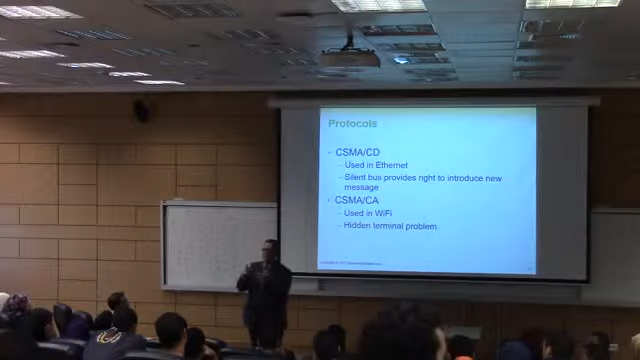 Protocols
- CSMA/CD
– Used in Ethernet
– Silent bus provides right to introduce new
message
• CSMA/CA
– Used in WiFi
– Hidden terminal problem